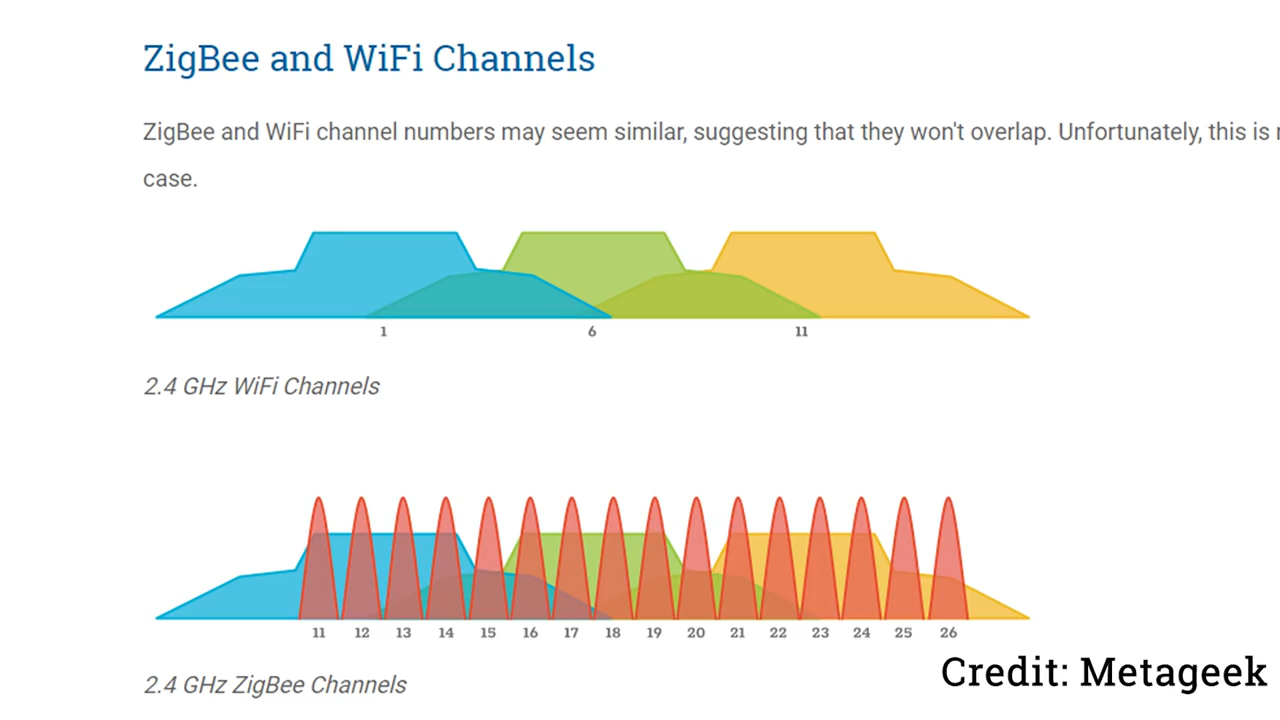 ZigBee and WiFi Channels
ZigBee and WiFi channel numbers may seem similar, suggesting that they won't overlap. Unfortunately, this is
case.
1 6 11
2.4 GHz WiFi Channels
11 12 13 14 15 16 17 18 19 20 21 22 23 24 25 26
2.4 GHz ZigBee Channels
Credit: Metageek